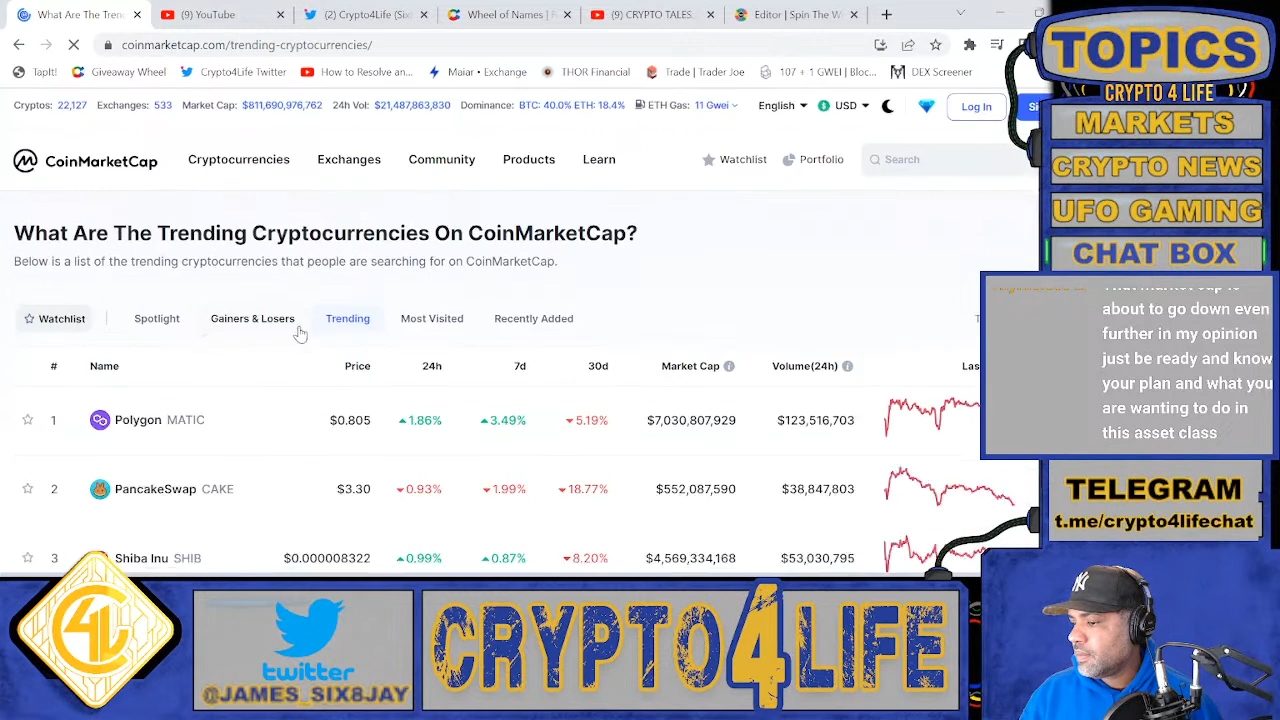 What Are The Trend
(9) YouTube
(2) Crypto4Life (Six
Wheel of Names | R
(9) CRYPTO TALES
Editor | Spin The W
coinmarketcap.com/trending-cryptocurrencies/
TapIt!
Giveaway Wheel
Crypto4Life Twitter
How to Resolve an...
Maiar • Exchange
THOR Financial
Trade | Trader Joe
107 + 1 GWEI | Bloc...
DEX Screener
Cryptos: 22,127
Exchanges: 533
Market Cap: $811,690,976,762
24h Vol: $21,487,863,830
Dominance: BTC: 40.0% ETH: 18.4%
ETH Gas: 11 Gwei
English
USD
Log In
CoinMarketCap
Cryptocurrencies
Exchanges
Community
Products
Learn
Watchlist
Portfolio
Search
What Are The Trending Cryptocurrencies On CoinMarketCap?
Below is a list of the trending cryptocurrencies that people are searching for on CoinMarketCap.
Watchlist
Spotlight
Gainers & Losers
Trending
Most Visited
Recently Added
# Name Price 24h 7d 30d Market Cap Volume(24h) Las
1 Polygon MATIC $0.805 1.86% 3.49% 5.19% $7,030,807,929 $123,516,703
2 PancakeSwap CAKE $3.30 0.93% 1.99% 18.77% $552,087,590 $38,847,803
3 Shiba Inu SHIB $0.000008322 0.99% 0.87% 8.20% $4,569,334,168 $53,030,795
TOPICS
CRYPTO 4 LIFE
MARKETS
CRYPTO NEWS
UFO GAMING
CHAT BOX
about to go down even
further in my opinion
just be ready and know
your plan and what you
are wanting to do in
this asset class
TELEGRAM
t.me/crypto4lifechat
C4L
twitter
@JAMES_SIX8JAY
CRYPTO4LIFE
NY